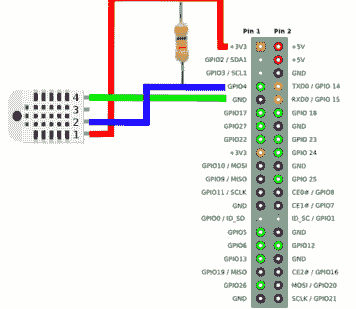 Pin 1 Pin 2
+3V3 +5V
GPIO2 / SDA1 +5V
GPIO3 / SCL1 GND
GPIO4 TXD0 / GPIO 14
4 GND RXD0 / GPIO 15
3 GPIO17 GPIO 18
2 GPIO27 GND
1 GPIO22 GPIO 23
+3V3 GPIO 24
GPIO10 / MOSI GND
GPIO9 / MISO GPIO 25
GPIO11 / SCLK CE0# / GPIO8
GND CE1# / GPIO7
GPIO0 / ID_SD ID_SC / GPIO1
GPIO5 GND
GPIO6 GPIO12
GPIO13 GND
GPIO19 / MISO CE2# / GPIO16
GPIO26 MOSI / GPIO20
GND SCLK / GPIO21